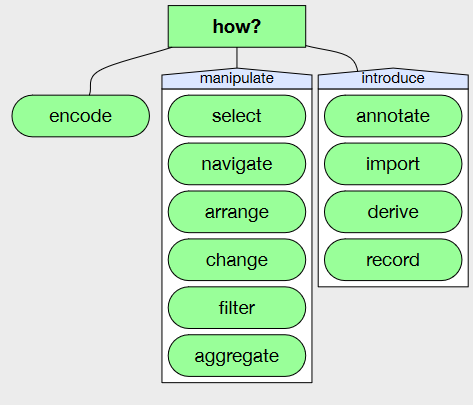 how?
encode
manipulate
select
navigate
arrange
change
filter
aggregate
introduce
annotate
import
derive
record